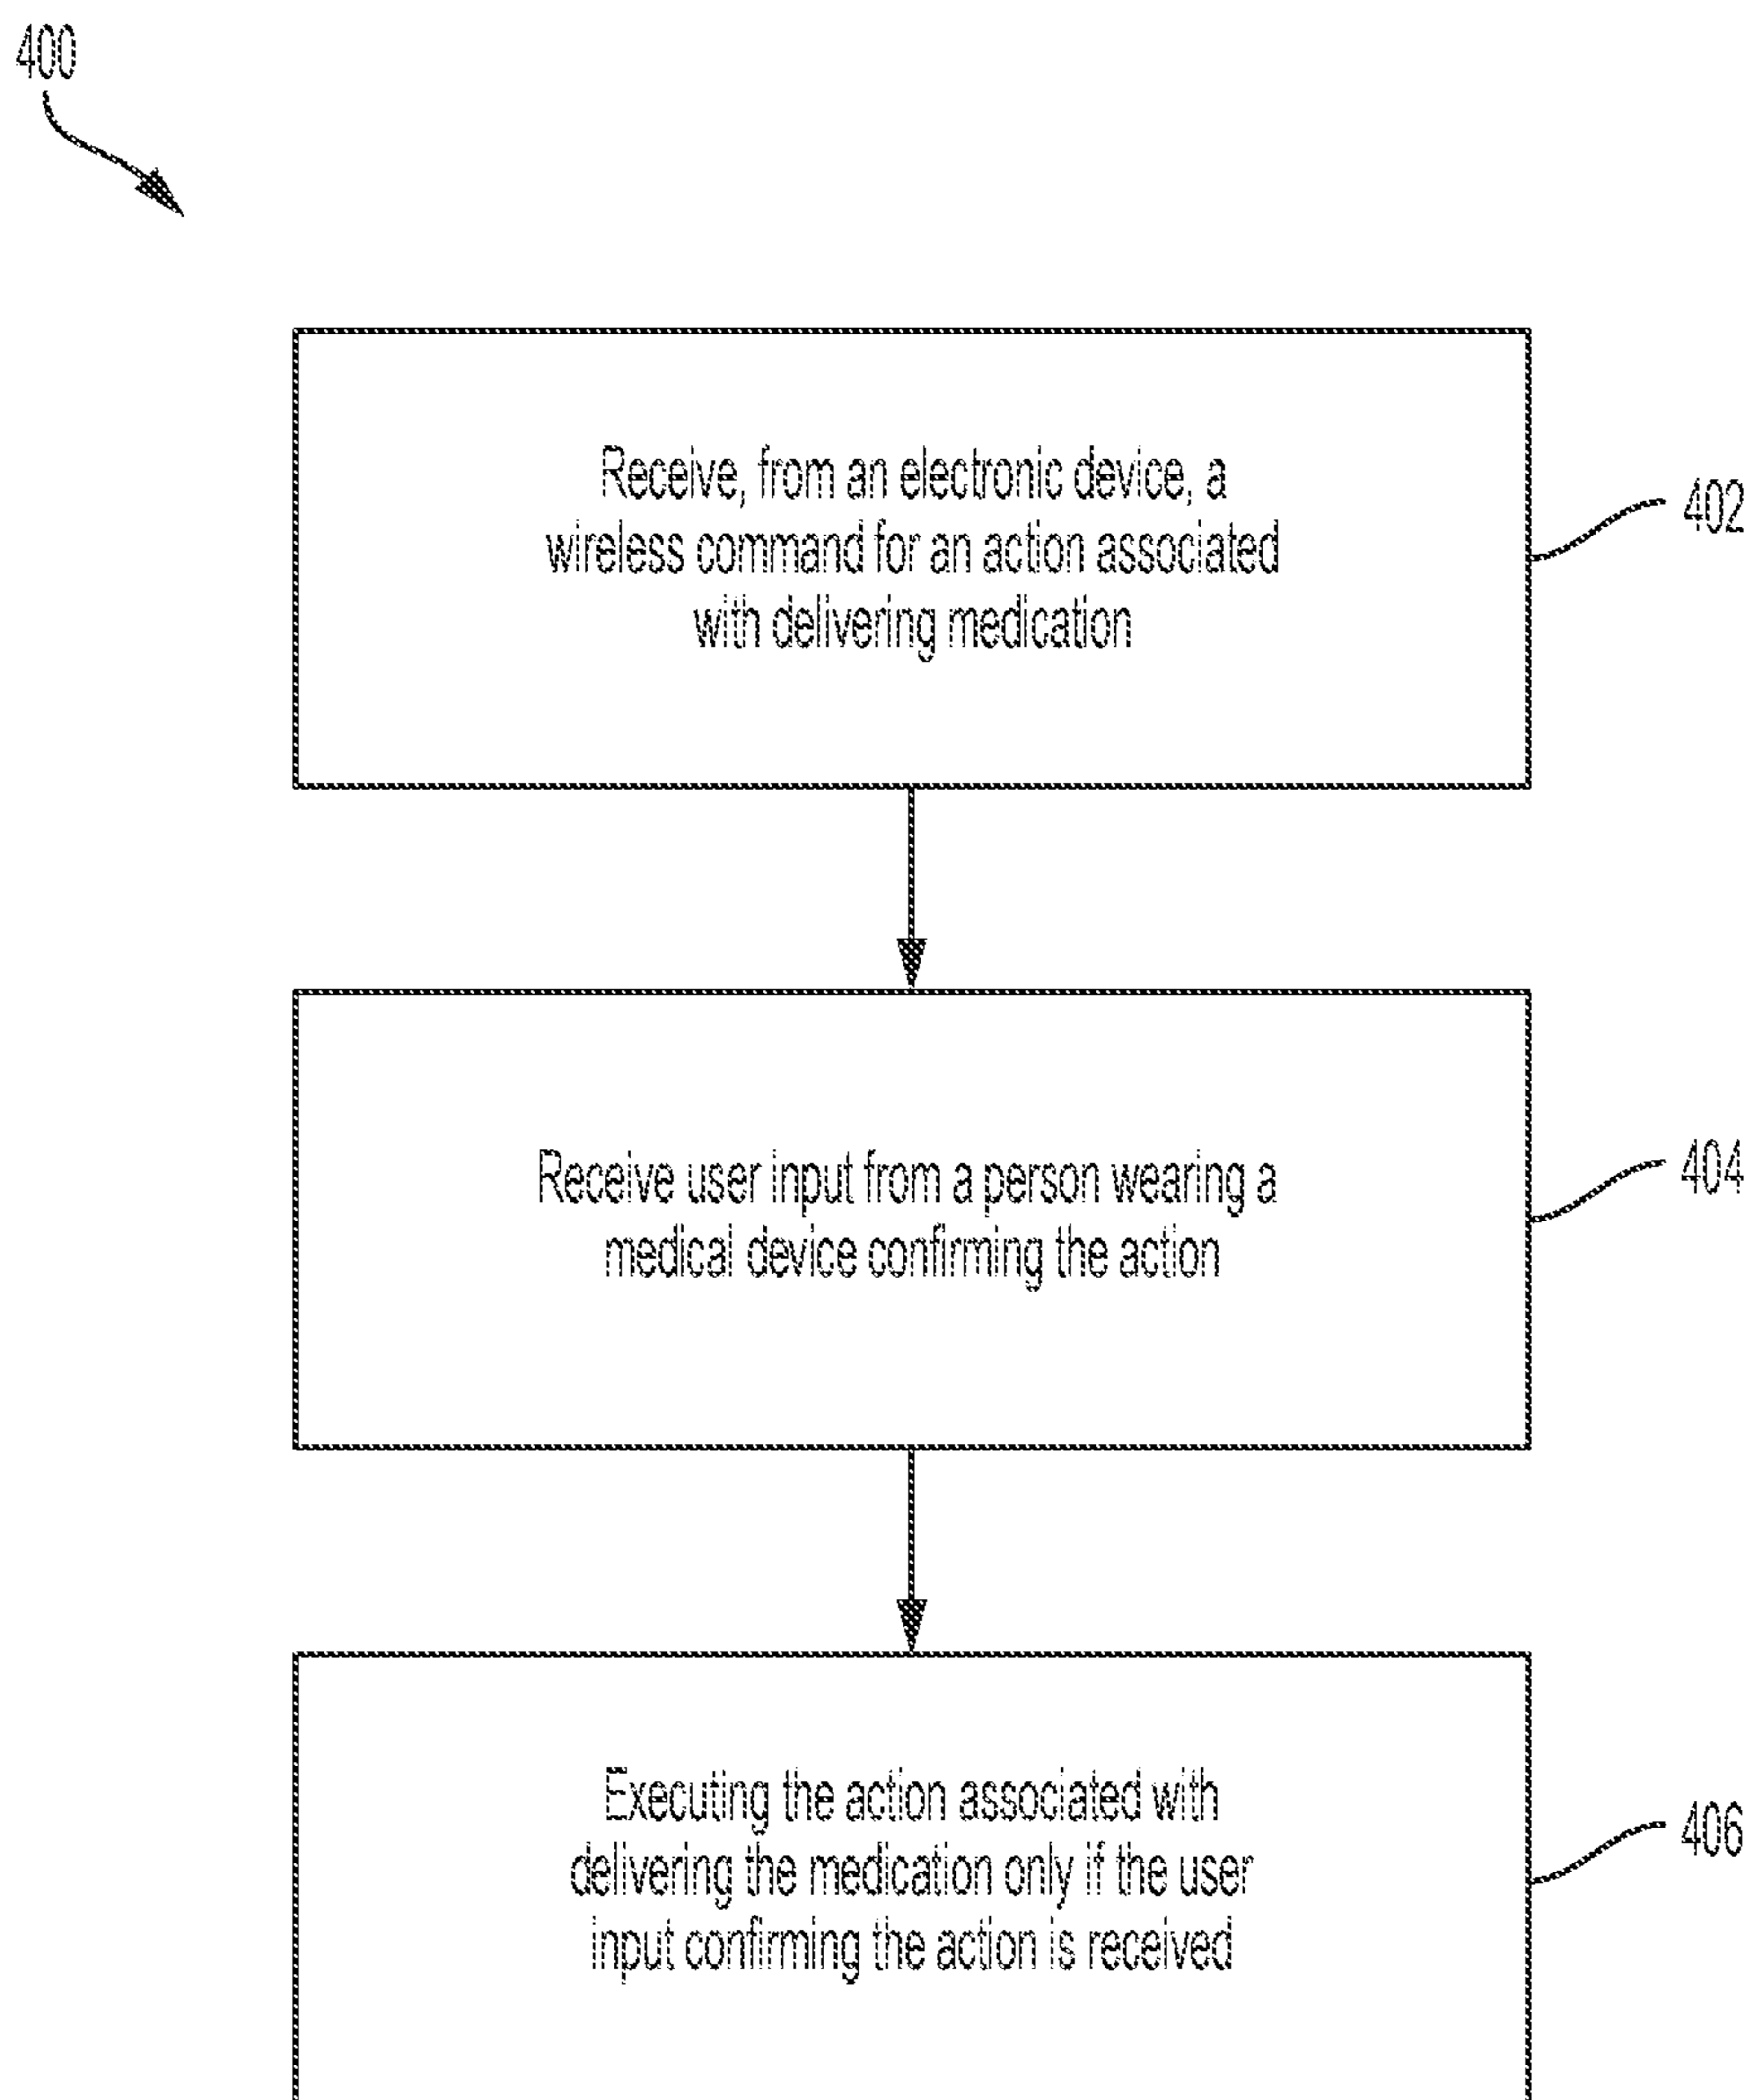 400
Receive, from an electronic device, a
wireless command for an action associated
with delivering medication
402
Receive user input from a person wearing a
medical device confirming the action
404
Executing the action associated with
delivering the medication only if the user
input confirming the action is received
406